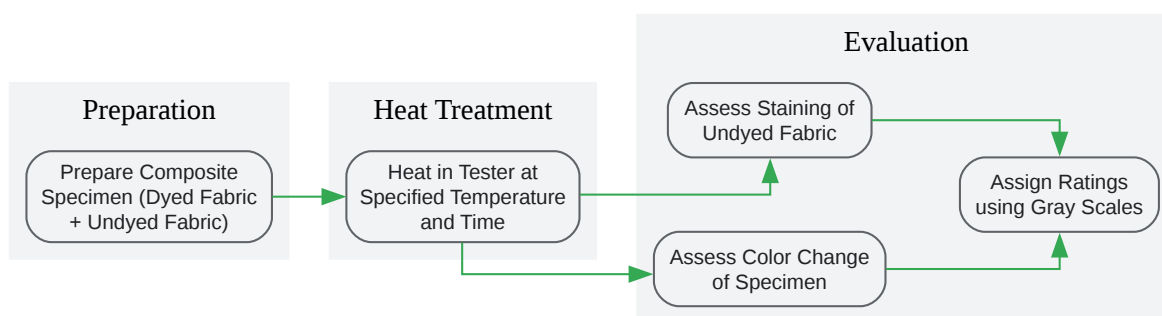 Preparation
Prepare Composite
Specimen (Dyed Fabric
+ Undyed Fabric)
Heat Treatment
Heat in Tester at
Specified Temperature
and Time
Evaluation
Assess Staining of
Undyed Fabric
Assess Color Change
of Specimen
Assign Ratings
using Gray Scales